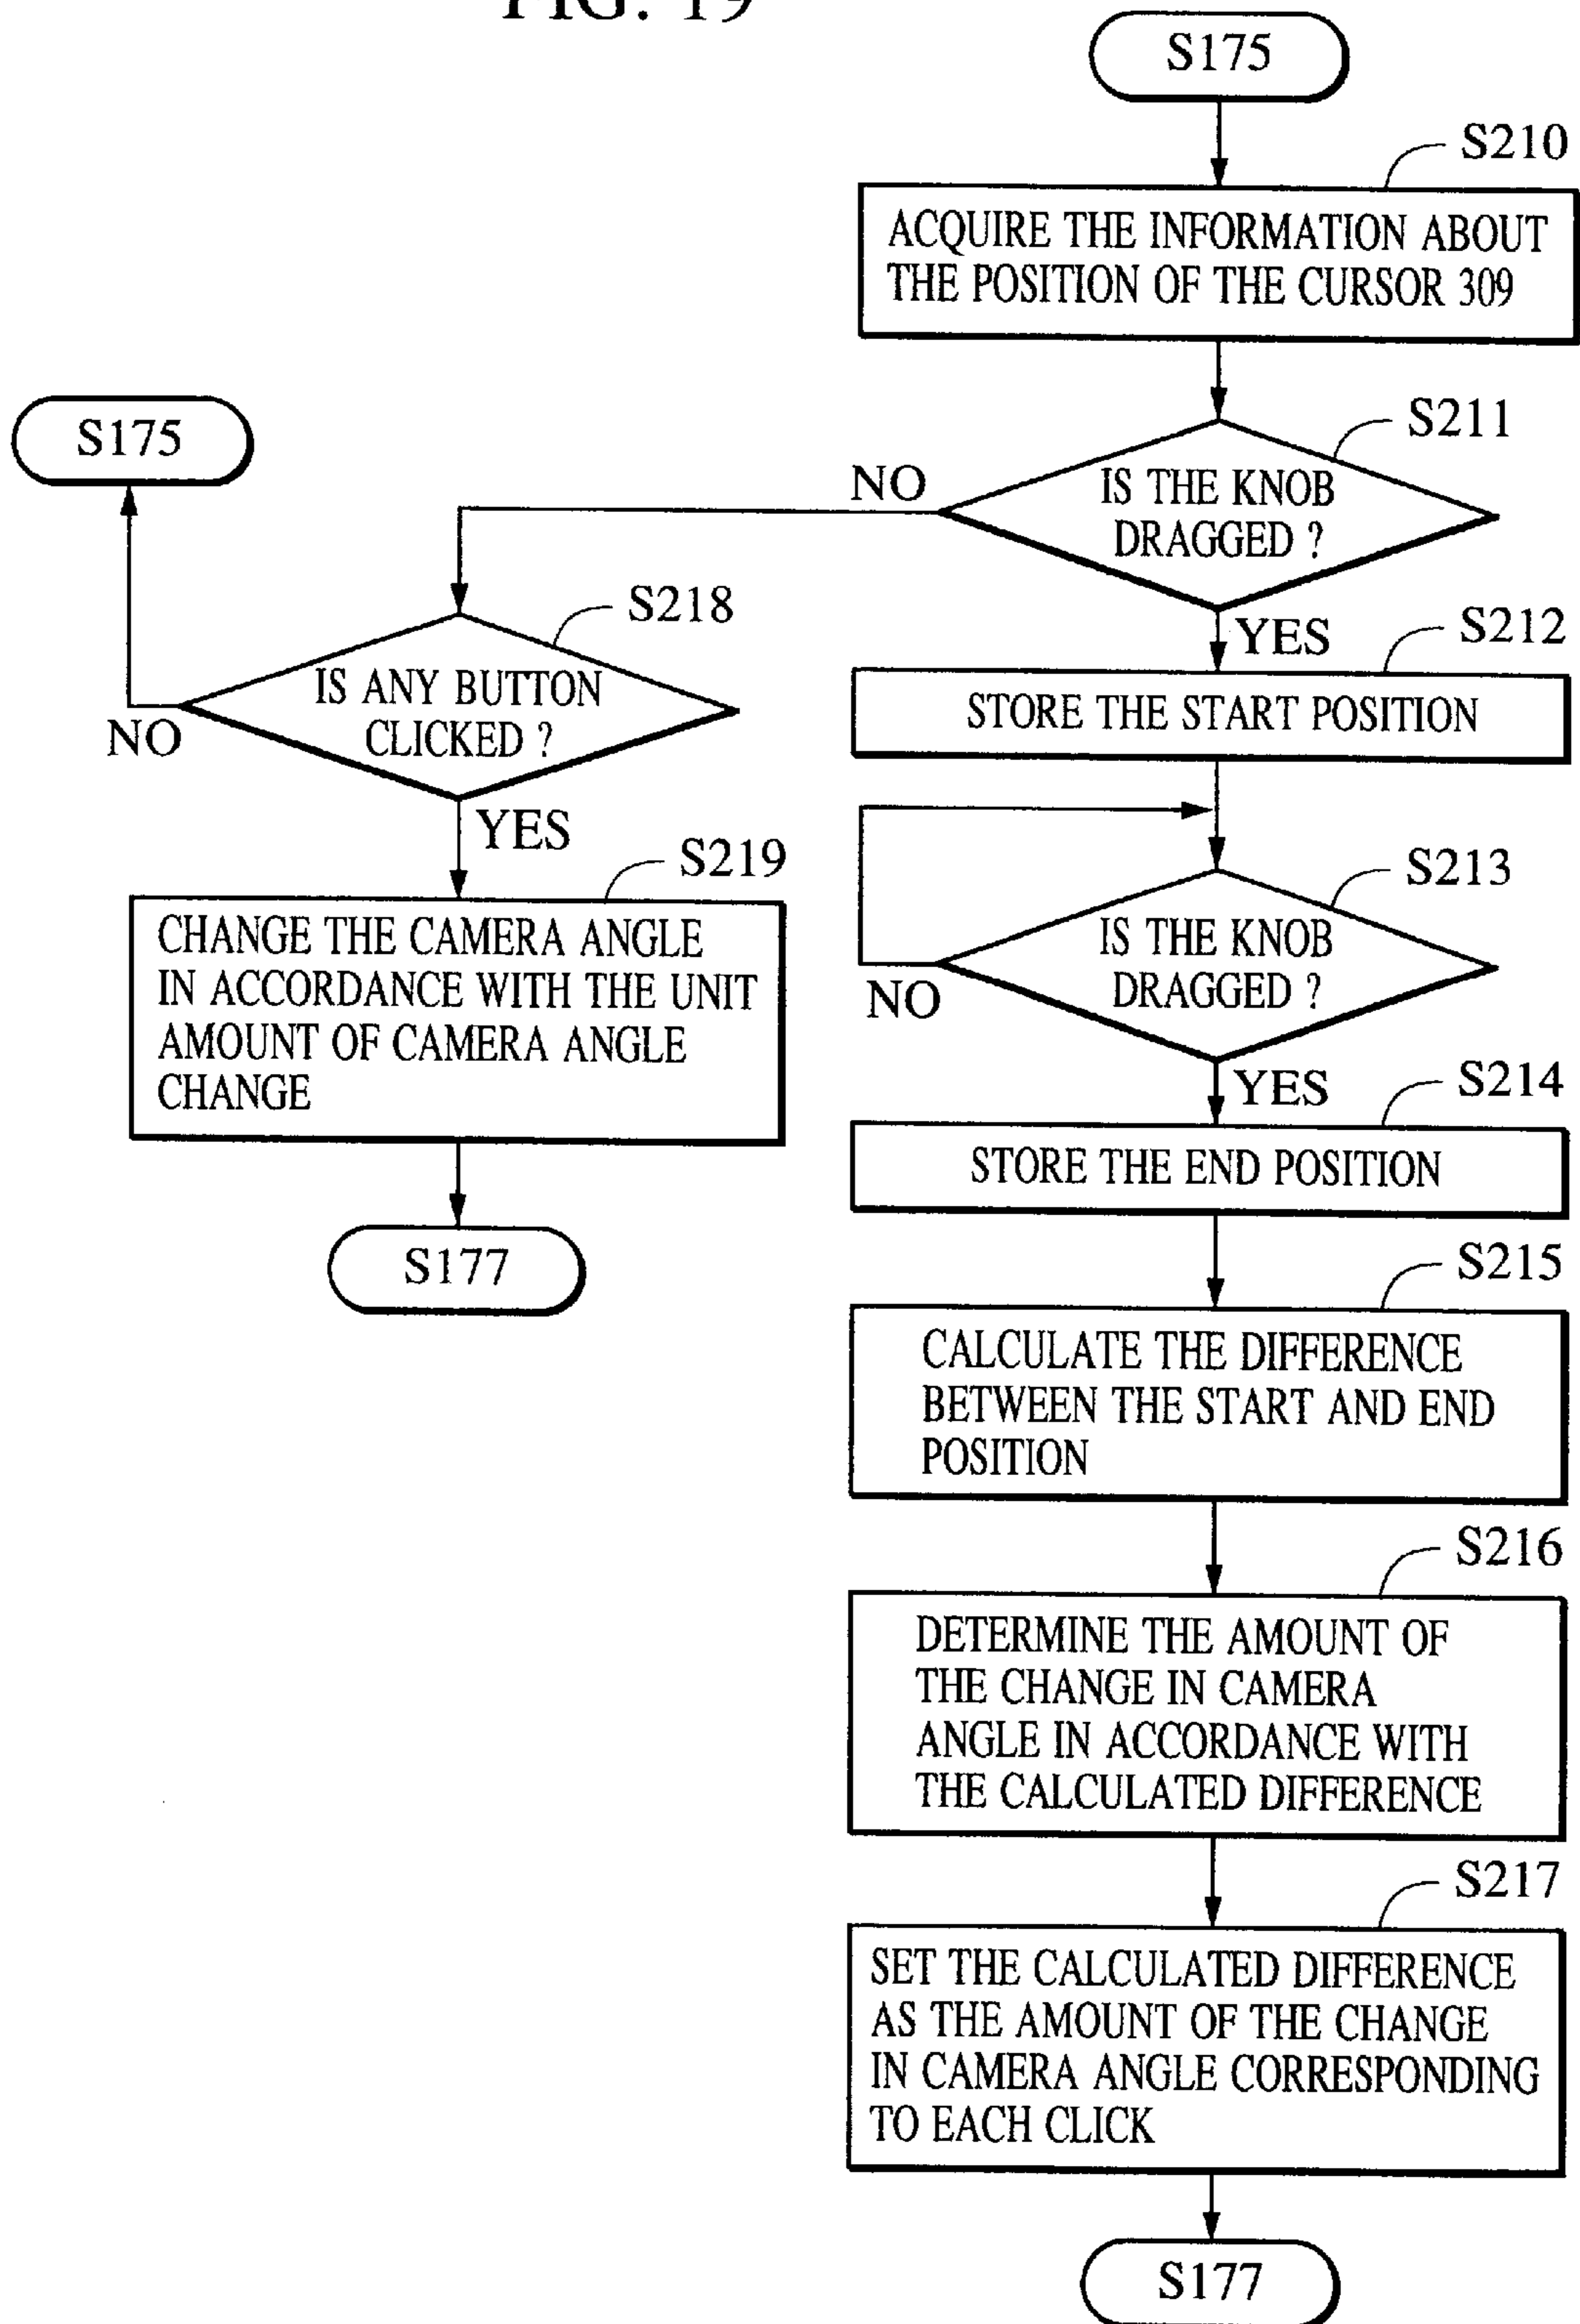 FIG. 19
S175
S210
ACQUIRE THE INFORMATION ABOUT
THE POSITION OF THE CURSOR 309
S211
IS THE KNOB
DRAGGED ?
NO
YES
S175
S218
IS ANY BUTTON
CLICKED ?
NO
YES
S219
CHANGE THE CAMERA ANGLE
IN ACCORDANCE WITH THE UNIT
AMOUNT OF CAMERA ANGLE
CHANGE
S177
S212
STORE THE START POSITION
S213
IS THE KNOB
DRAGGED ?
NO
YES
S214
STORE THE END POSITION
S215
CALCULATE THE DIFFERENCE
BETWEEN THE START AND END
POSITION
S216
DETERMINE THE AMOUNT OF
THE CHANGE IN CAMERA
ANGLE IN ACCORDANCE WITH
THE CALCULATED DIFFERENCE
S217
SET THE CALCULATED DIFFERENCE
AS THE AMOUNT OF THE CHANGE
IN CAMERA ANGLE CORRESPONDING
TO EACH CLICK
S177